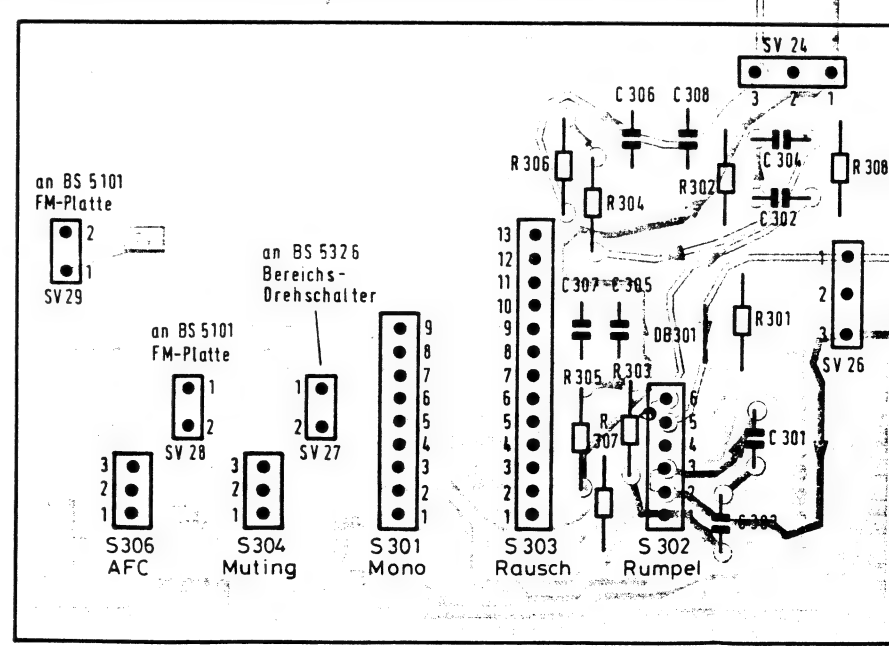 SV 24
3 2 1
C 306 C 308
R 306
R 304
R 302
C 304
C 302
R 308
an BS 5101
FM-Platte
2
1
SV 29
an BS 5326
Bereichs-
Drehschalter
1
2
SV 27
an BS 5101
FM-Platte
1
2
SV 28
13
12
11
10
9
8
7
6
5
4
3
2
1
S 303
Rausch
9
8
7
6
5
4
3
2
1
S 301
Mono
C 307 C 305
DB301
R 301
1
2
3
SV 26
R 305 R 303
R
307
6
5
4
3
2
C 301
S 302
Rumpel
3
2
1
S 306
AFC
3
2
1
S 304
Muting